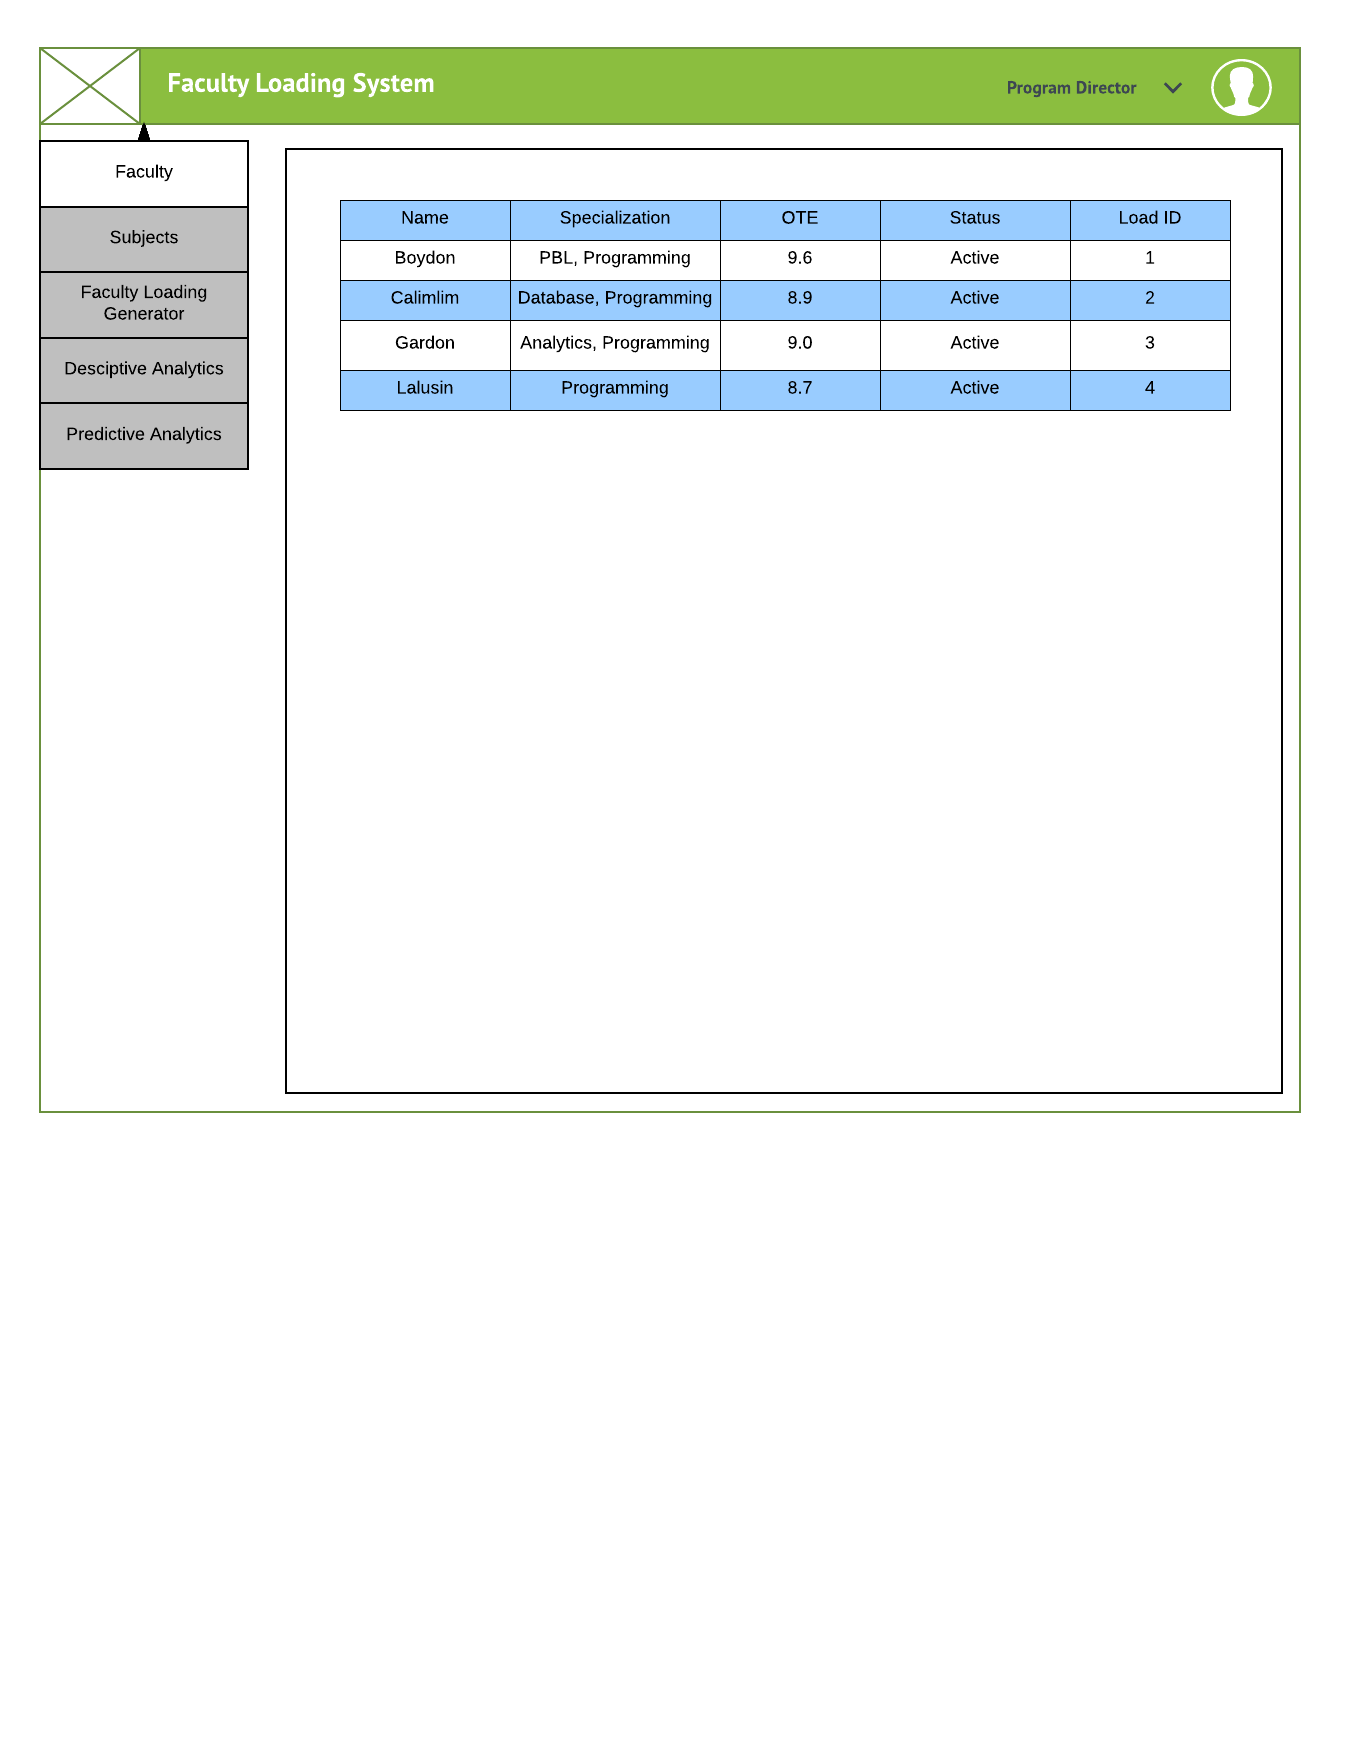 Faculty Loading System
Program Director
Faculty
Subjects
Faculty Loading
Generator
Desciptive Analytics
Predictive Analytics
Name Specialization OTE Status Load ID
Boydon PBL, Programming 9.6 Active 1
Calimlim Database, Programming 8.9 Active 2
Gardon Analytics, Programming 9.0 Active 3
Lalusin Programming 8.7 Active 4